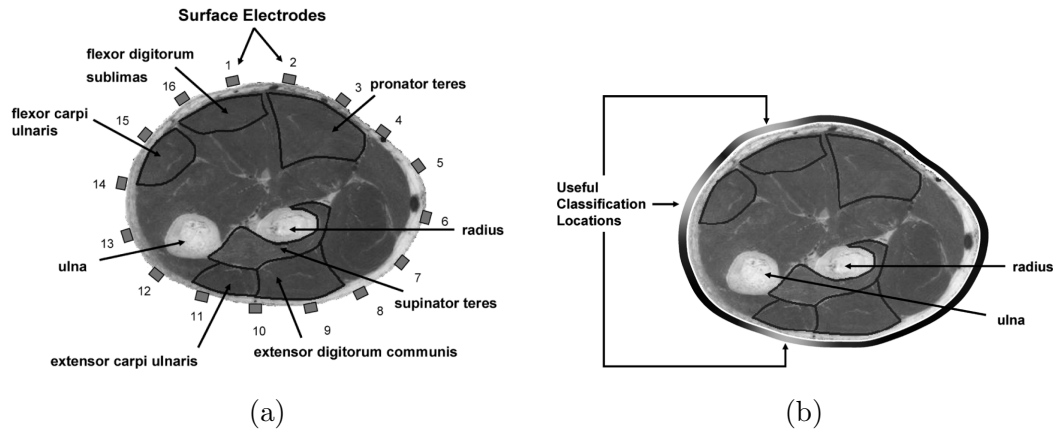 Surface Electrodes
flexor digitorum
sublimas
flexor carpi
ulnaris
pronator teres
1
2
3
4
5
6
7
8
9
10
11
12
13
14
15
16
radius
ulna
supinator teres
extensor carpi ulnaris
extensor digitorum communis
(a)
Useful
Classification
Locations
radius
ulna
(b)